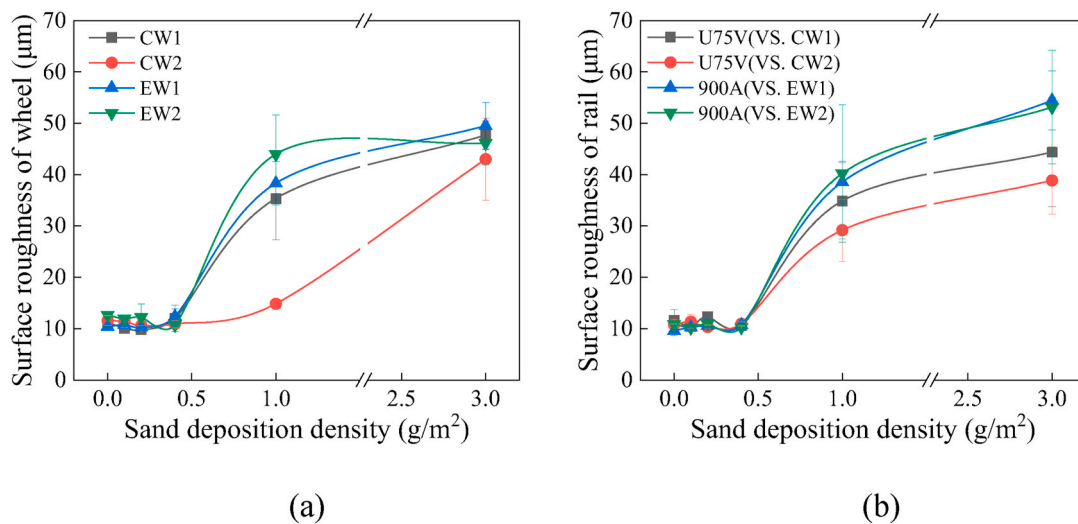 Surface roughness of wheel (μm)
70
60
50
40
30
20
10
0
CW1
CW2
EW1
EW2
0.0
0.5
1.0
2.5
3.0
Sand deposition density (g/m²)
(a)
Surface roughness of rail (μm)
70
60
50
40
30
20
10
0
U75V(VS. CW1)
U75V(VS. CW2)
900A(VS. EW1)
900A(VS. EW2)
0.0
0.5
1.0
2.5
3.0
Sand deposition density (g/m²)
(b)